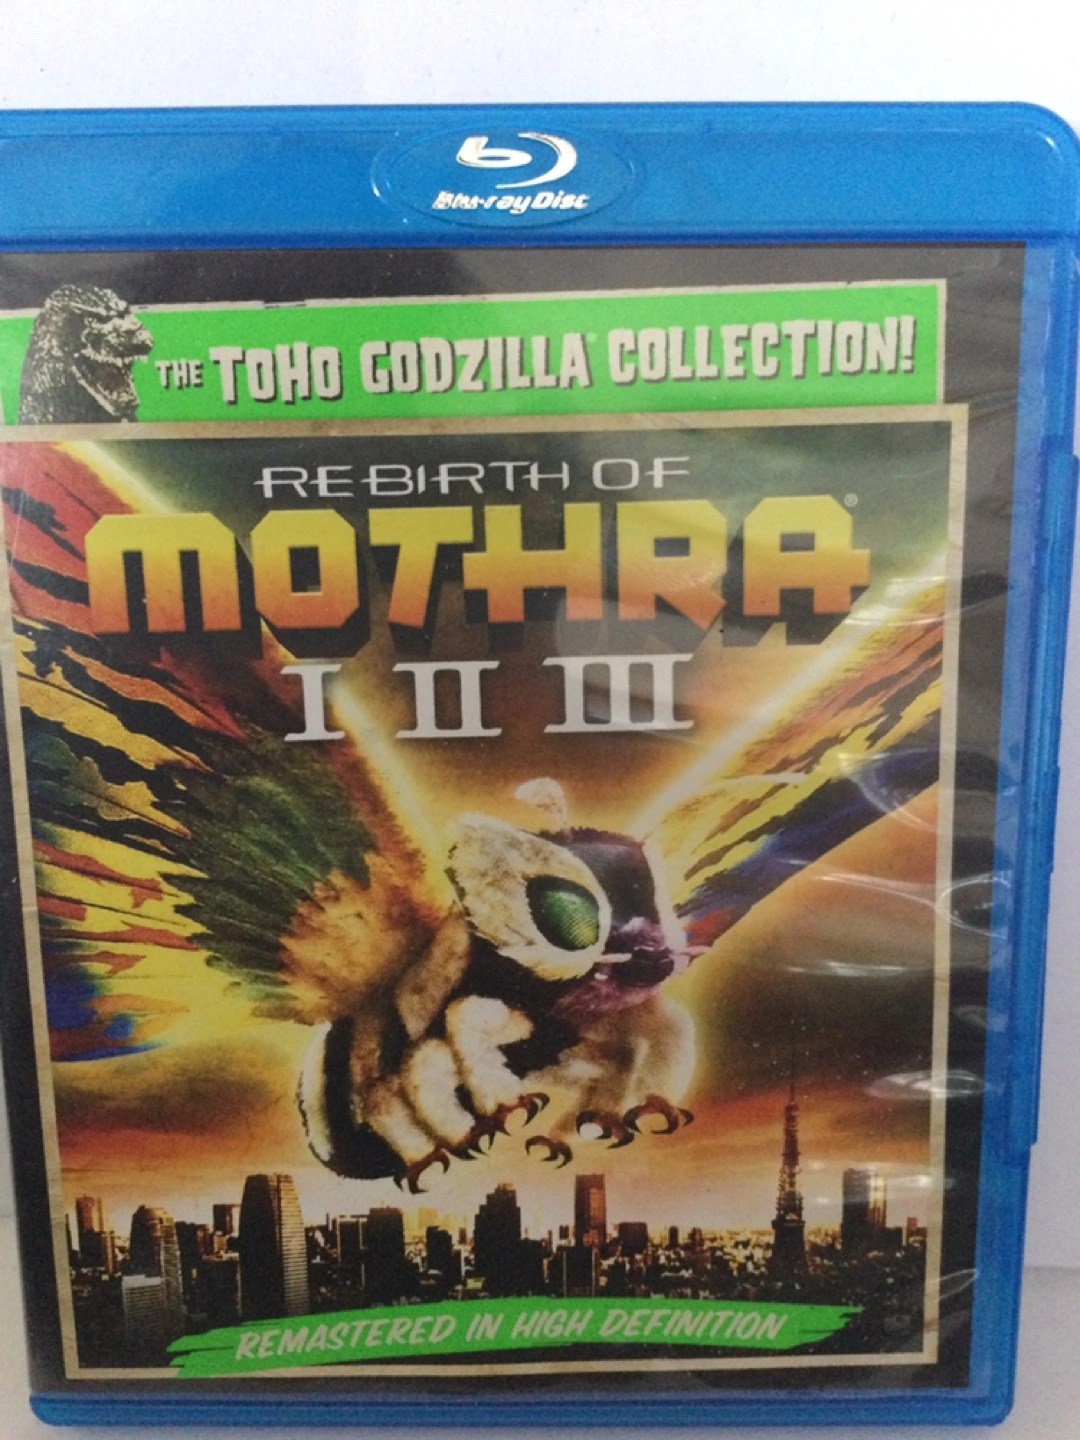 Blu-ray Disc
THE TOHO GODZILLA COLLECTION!
REBIRTH OF
MOTHRA®
I II III
REMASTERED IN HIGH DEFINITION